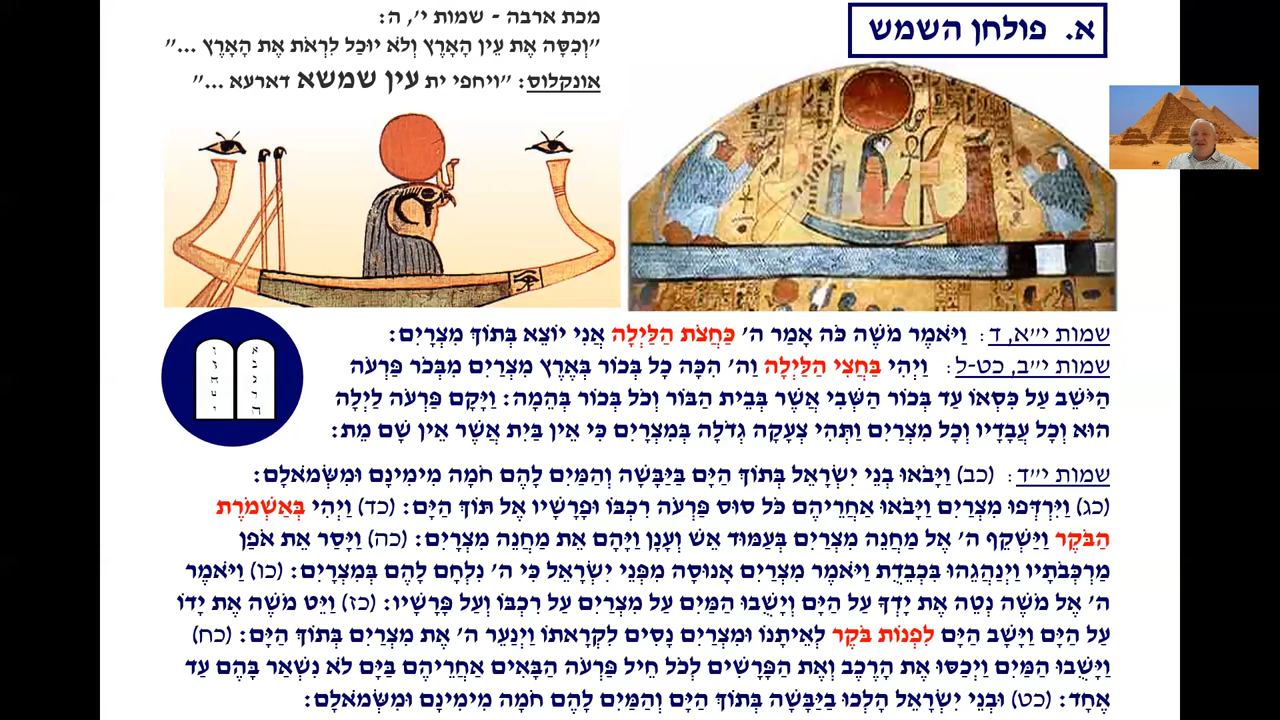 א. פולחן השמש
מכת ארבה - שמות י', ה:
"וְכִסָּה אֶת עֵין הָאָרֶץ וְלֹא יוּכַל לִרְאֹת אֶת הָאָרֶץ ..."
אונקלוס: "ויחפי ית עין שמשא דארעא ..."
שמות י"א, ד: וַיֹּאמֶר מֹשֶׁה כֹּה אָמַר ה' כַּחֲצֹת הַלַּיְלָה אֲנִי יוֹצֵא בְּתוֹךְ מִצְרָיִם:
שמות י"ב, כט-ל: וַיְהִי בַּחֲצִי הַלַּיְלָה וַה' הִכָּה כָל בְּכוֹר בְּאֶרֶץ מִצְרַיִם מִבְּכֹר פַּרְעֹה
הַיֹּשֵׁב עַל כִּסְאוֹ עַד בְּכוֹר הַשְּׁבִי אֲשֶׁר בְּבֵית הַבּוֹר וְכֹל בְּכוֹר בְּהֵמָה: וַיָּקָם פַּרְעֹה לַיְלָה
הוּא וְכָל עֲבָדָיו וְכָל מִצְרַיִם וַתְּהִי צְעָקָה גְדֹלָה בְּמִצְרָיִם כִּי אֵין בַּיִת אֲשֶׁר אֵין שָׁם מֵת:
שמות י"ד: (כב) וַיָּבֹאוּ בְנֵי יִשְׂרָאֵל בְּתוֹךְ הַיָּם בַּיַּבָּשָׁה וְהַמַּיִם לָהֶם חֹמָה מִימִינָם וּמִשְּׂמֹאלָם:
(כג) וַיִּרְדְּפוּ מִצְרַיִם וַיָּבֹאוּ אַחֲרֵיהֶם כֹּל סוּס פַּרְעֹה רִכְבּוֹ וּפָרָשָׁיו אֶל תּוֹךְ הַיָּם: (כד) וַיְהִי בְּאַשְׁמֹרֶת
הַבֹּקֶר וַיַּשְׁקֵף ה' אֶל מַחֲנֵה מִצְרַיִם בְּעַמּוּד אֵשׁ וְעָנָן וַיָּהָם אֵת מַחֲנֵה מִצְרָיִם: (כה) וַיָּסַר אֵת אֹפַן
מַרְכְּבֹתָיו וַיְנַהֲגֵהוּ בִּכְבֵדֻת וַיֹּאמֶר מִצְרַיִם אָנוּסָה מִפְּנֵי יִשְׂרָאֵל כִּי ה' נִלְחָם לָהֶם בְּמִצְרָיִם: (כו) וַיֹּאמֶר
ה' אֶל מֹשֶׁה נְטֵה אֶת יָדְךָ עַל הַיָּם וְיָשֻׁבוּ הַמַּיִם עַל מִצְרַיִם עַל רִכְבּוֹ וְעַל פָּרָשָׁיו: (כז) וַיֵּט מֹשֶׁה אֶת יָדוֹ
עַל הַיָּם וַיָּשָׁב הַיָּם לִפְנוֹת בֹּקֶר לְאֵיתָנוֹ וּמִצְרַיִם נָסִים לִקְרָאתוֹ וַיְנַעֵר ה' אֶת מִצְרַיִם בְּתוֹךְ הַיָּם: (כח)
וַיָּשֻׁבוּ הַמַּיִם וַיְכַסּוּ אֶת הָרֶכֶב וְאֶת הַפָּרָשִׁים לְכֹל חֵיל פַּרְעֹה הַבָּאִים אַחֲרֵיהֶם בַּיָּם לֹא נִשְׁאַר בָּהֶם עַד
אֶחָד: (כט) וּבְנֵי יִשְׂרָאֵל הָלְכוּ בַיַּבָּשָׁה בְּתוֹךְ הַיָּם וְהַמַּיִם לָהֶם חֹמָה מִימִינָם וּמִשְּׂמֹאלָם: